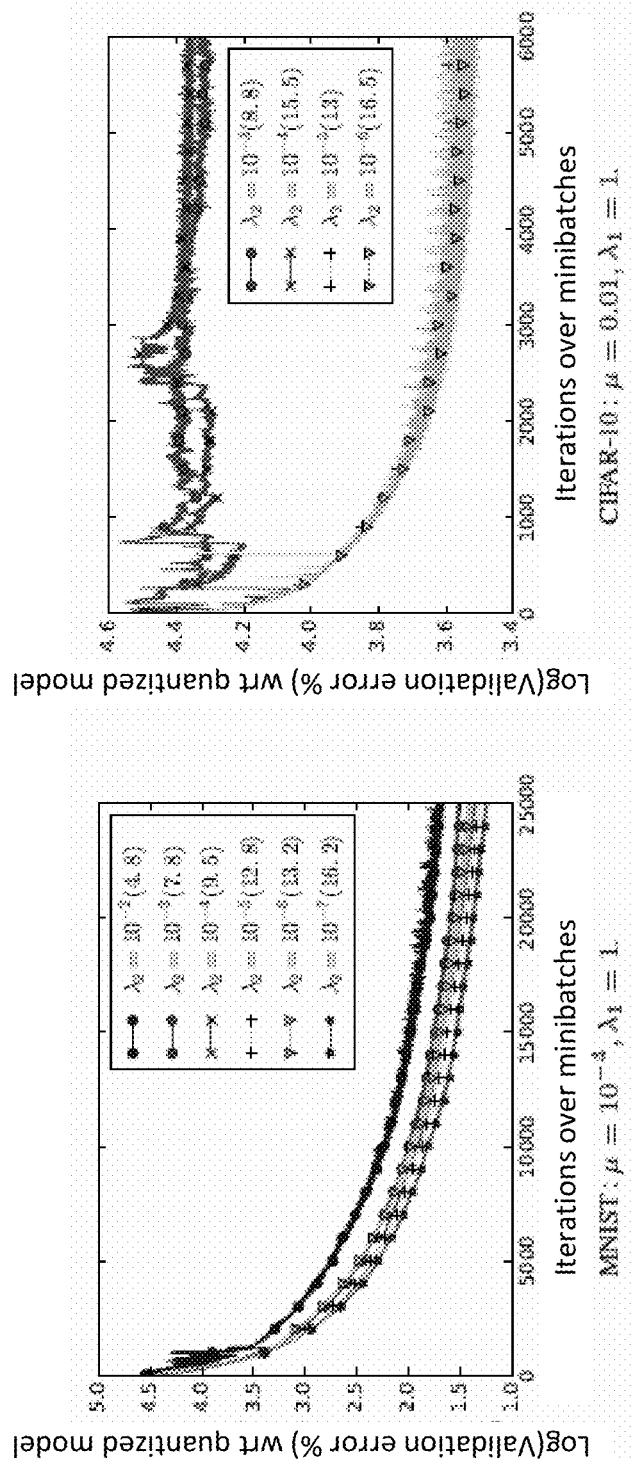 Log(Validation error %) wrt quantized model
5.0
4.5
4.0
3.5
3.0
2.5
2.0
1.5
1.0
0
5000
10000
15000
20000
25000
λ₂ = 10⁻²(4.8)
λ₂ = 10⁻³(7.8)
λ₂ = 10⁻⁴(9.5)
λ₂ = 10⁻⁵(12.8)
λ₂ = 10⁻⁶(13.2)
λ₂ = 10⁻⁷(16.2)
Iterations over minibatches
MNIST: μ = 10⁻⁴, λ₁ = 1.
Log(Validation error %) wrt quantized model
4.6
4.4
4.2
4.0
3.8
3.6
3.4
0
1000
2000
3000
4000
5000
6000
λ₂ = 10⁻³(8.8)
λ₂ = 10⁻⁴(15.5)
λ₂ = 10⁻⁵(13)
λ₂ = 10⁻⁶(16.5)
Iterations over minibatches
CIFAR-10: μ = 0.01, λ₁ = 1.